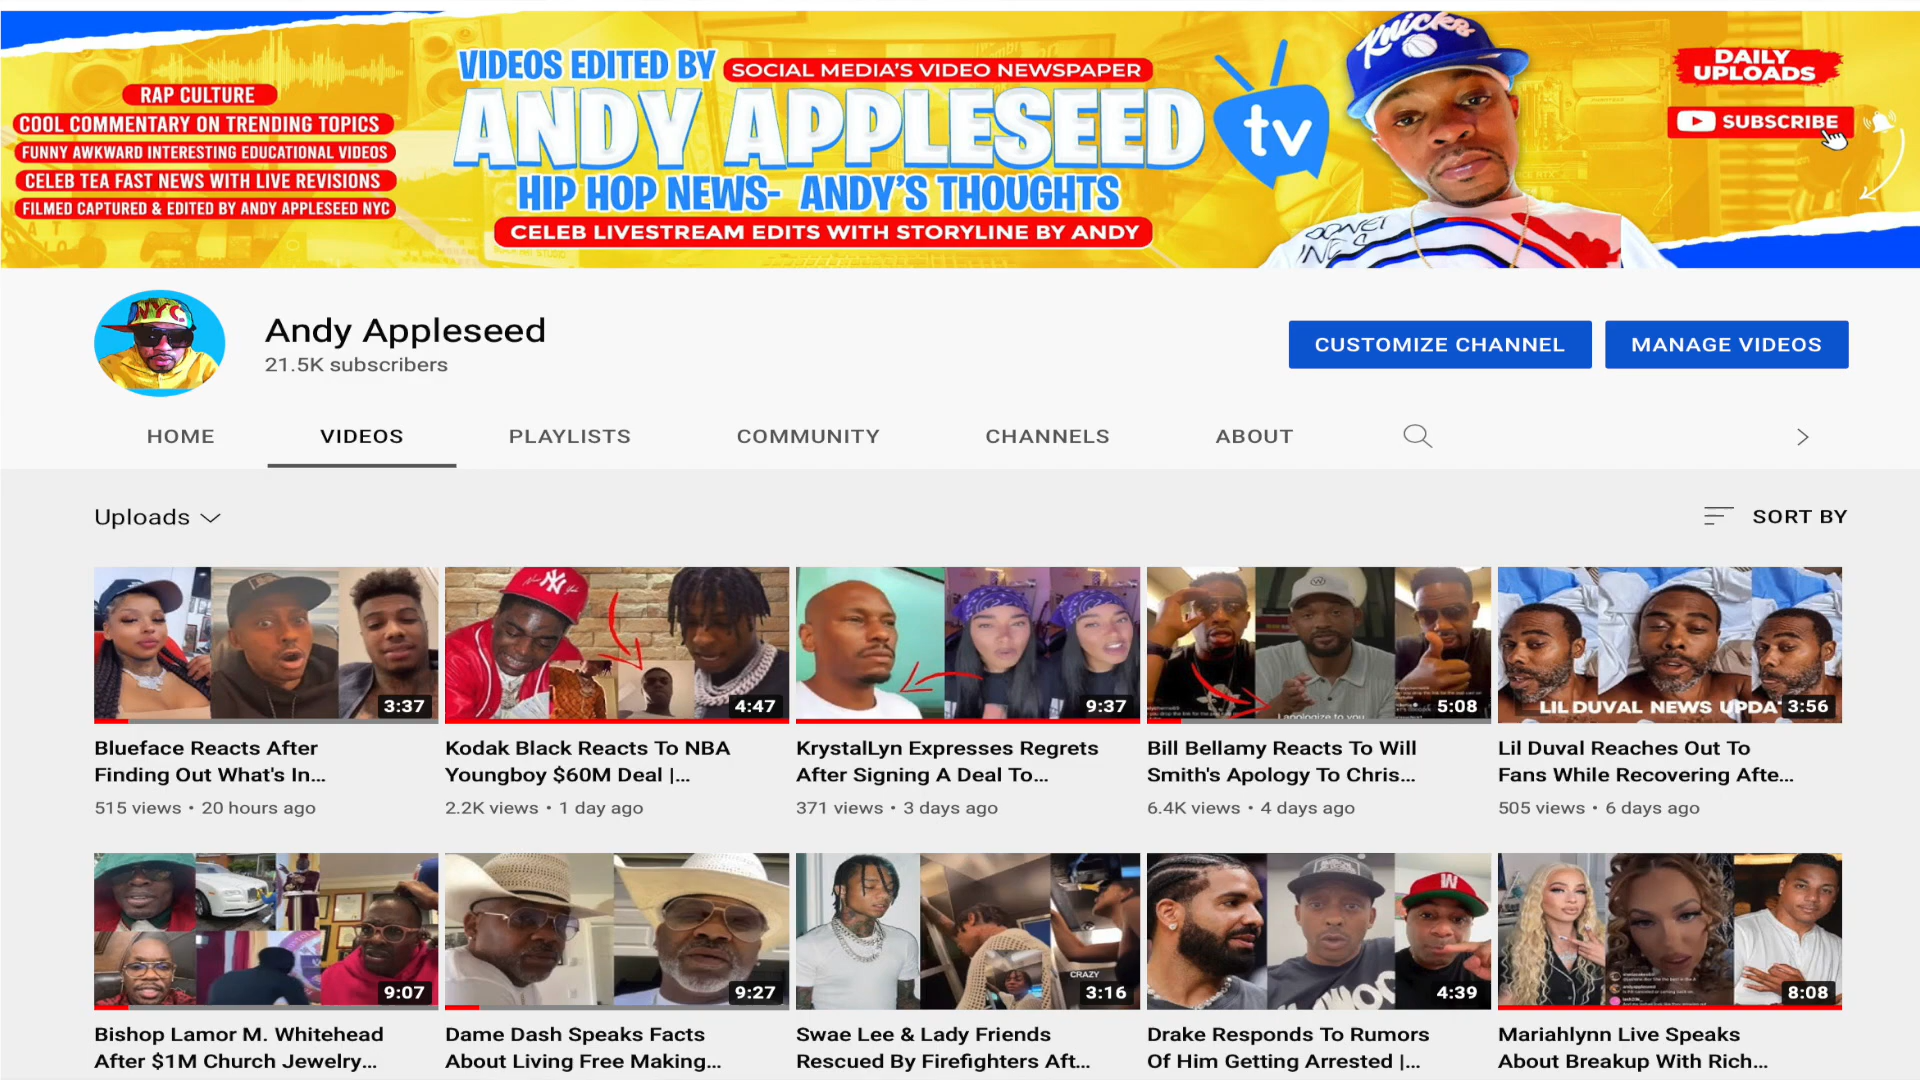 RAP CULTURE
COOL COMMENTARY ON TRENDING TOPICS
FUNNY AWKWARD INTERESTING EDUCATIONAL VIDEOS
CELEB TEA FAST NEWS WITH LIVE REVISIONS
FILMED CAPTURED & EDITED BY ANDY APPLESEED NYC
VIDEOS EDITED BY
SOCIAL MEDIA'S VIDEO NEWSPAPER
ANDY APPLESEED
tv
HIP HOP NEWS- ANDY'S THOUGHTS
CELEB LIVESTREAM EDITS WITH STORYLINE BY ANDY
Knicks
DAILY
UPLOADS
SUBSCRIBE
NYC
Andy Appleseed
21.5K subscribers
CUSTOMIZE CHANNEL
MANAGE VIDEOS
HOME
VIDEOS
PLAYLISTS
COMMUNITY
CHANNELS
ABOUT
Uploads
SORT BY
3:37
4:47
9:37
I apologize to you
5:08
LIL DUVAL NEWS UPDA
3:56
Blueface Reacts After
Finding Out What's In...
515 views • 20 hours ago
Kodak Black Reacts To NBA
Youngboy $60M Deal |...
2.2K views • 1 day ago
KrystalLyn Expresses Regrets
After Signing A Deal To...
371 views • 3 days ago
Bill Bellamy Reacts To Will
Smith's Apology To Chris...
6.4K views • 4 days ago
Lil Duval Reaches Out To
Fans While Recovering Afte...
505 views • 6 days ago
9:07
9:27
CRAZY
3:16
W
4:39
8:08
Bishop Lamor M. Whitehead
After $1M Church Jewelry...
Dame Dash Speaks Facts
About Living Free Making...
Swae Lee & Lady Friends
Rescued By Firefighters Aft...
Drake Responds To Rumors
Of Him Getting Arrested |...
Mariahlynn Live Speaks
About Breakup With Rich...